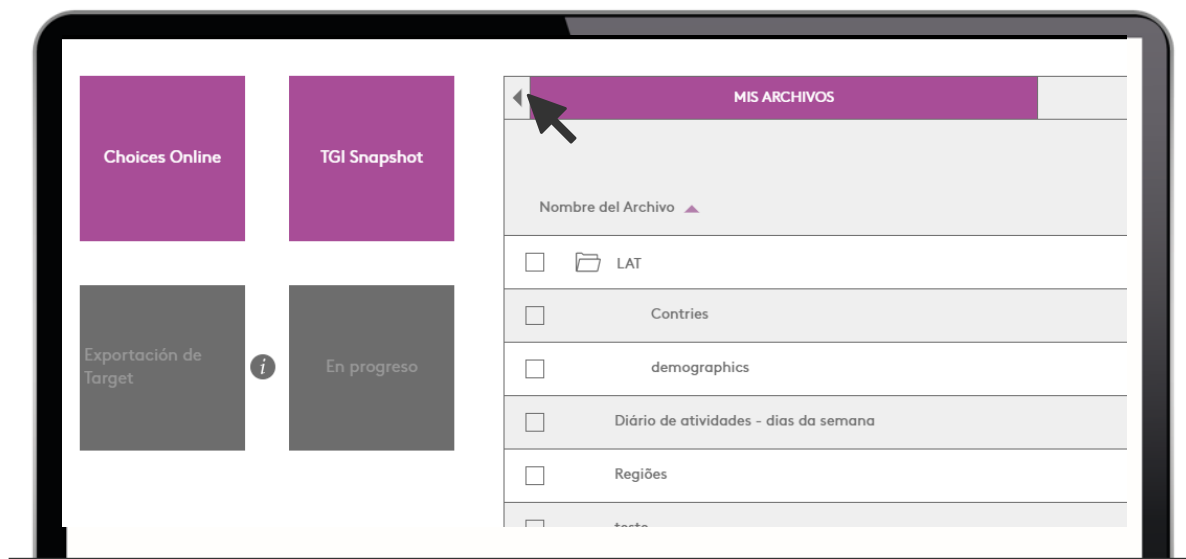 Choices Online
TGI Snapshot
Exportación de
Target
i
En progreso
MIS ARCHIVOS
Nombre del Archivo
LAT
Contries
demographics
Diário de atividades - dias da semana
Regiões